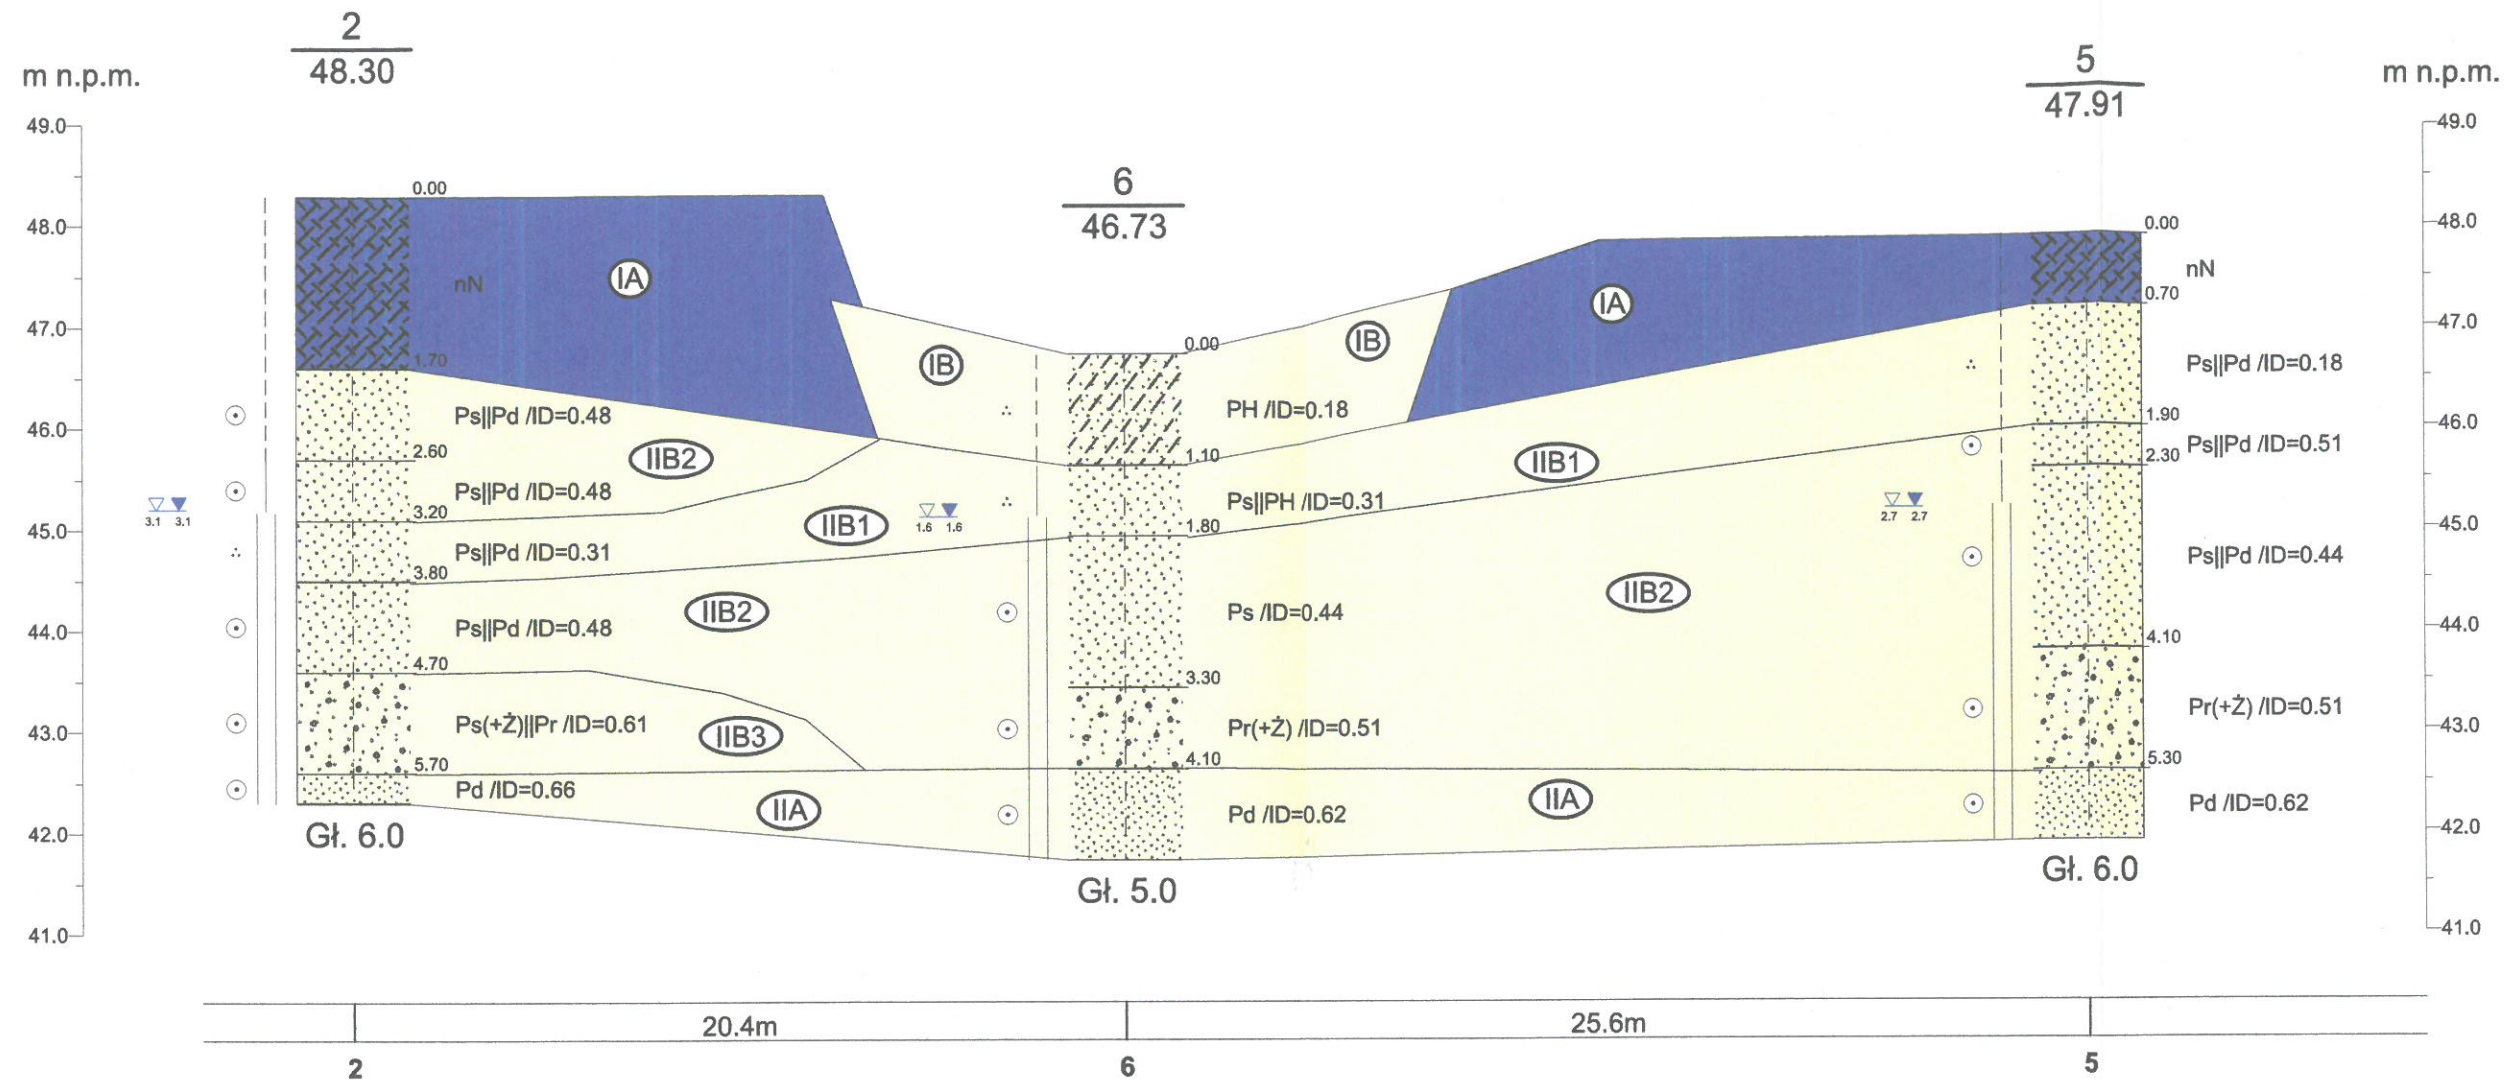 2
48.30
5
47.91
m n.p.m.
m n.p.m.
6
46.73
49.0
48.0
47.0
46.0
45.0
44.0
43.0
42.0
41.0
49.0
48.0
47.0
46.0
45.0
44.0
43.0
42.0
41.0
0.00
nN
1.70
Ps||Pd /ID=0.48
2.60
Ps||Pd /ID=0.48
3.20
Ps||Pd /ID=0.31
3.80
Ps||Pd /ID=0.48
4.70
Ps(+Ż)||Pr /ID=0.61
5.70
Pd /ID=0.66
Gł. 6.0
3.1 3.1
IA
IIB2
IIB1
IIB2
IIB3
IIA
IB
1.6 1.6
0.00
PH /ID=0.18
1.10
Ps||PH /ID=0.31
1.80
Ps /ID=0.44
3.30
Pr(+Ż) /ID=0.51
4.10
Pd /ID=0.62
Gł. 5.0
IB
IA
IIB1
IIB2
IIA
2.7 2.7
0.00
nN
0.70
Ps||Pd /ID=0.18
1.90
Ps||Pd /ID=0.51
2.30
Ps||Pd /ID=0.44
4.10
Pr(+Ż) /ID=0.51
5.30
Pd /ID=0.62
Gł. 6.0
20.4m
25.6m
2
6
5